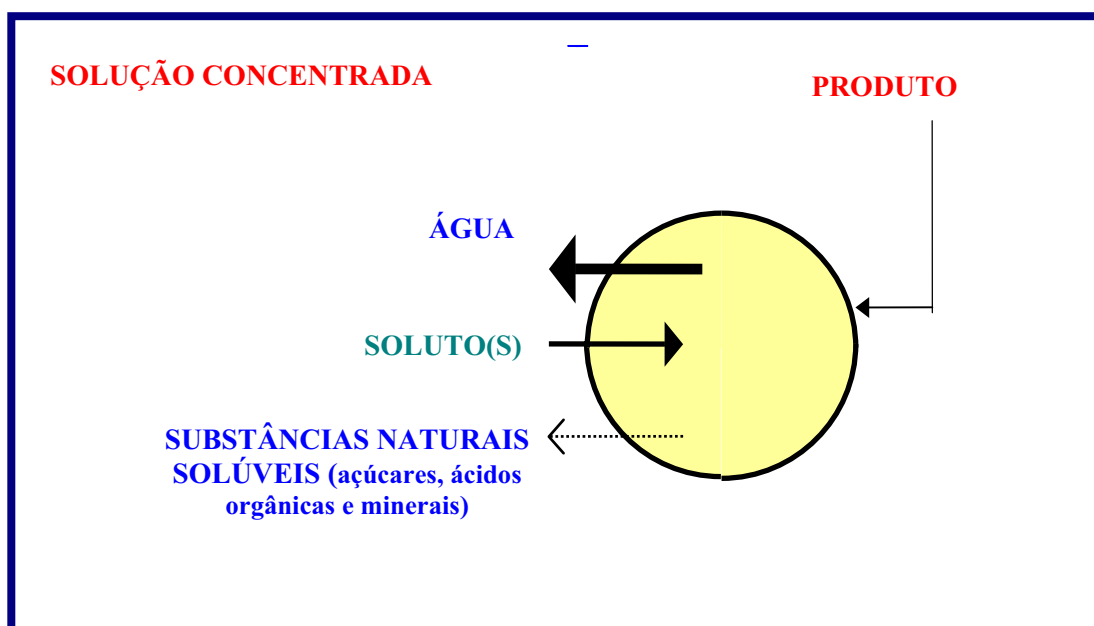 SOLUÇÃO CONCENTRADA
PRODUTO
ÁGUA
SOLUTO(S)
SUBSTÂNCIAS NATURAIS
SOLÚVEIS (açúcares, ácidos
orgânicas e minerais)